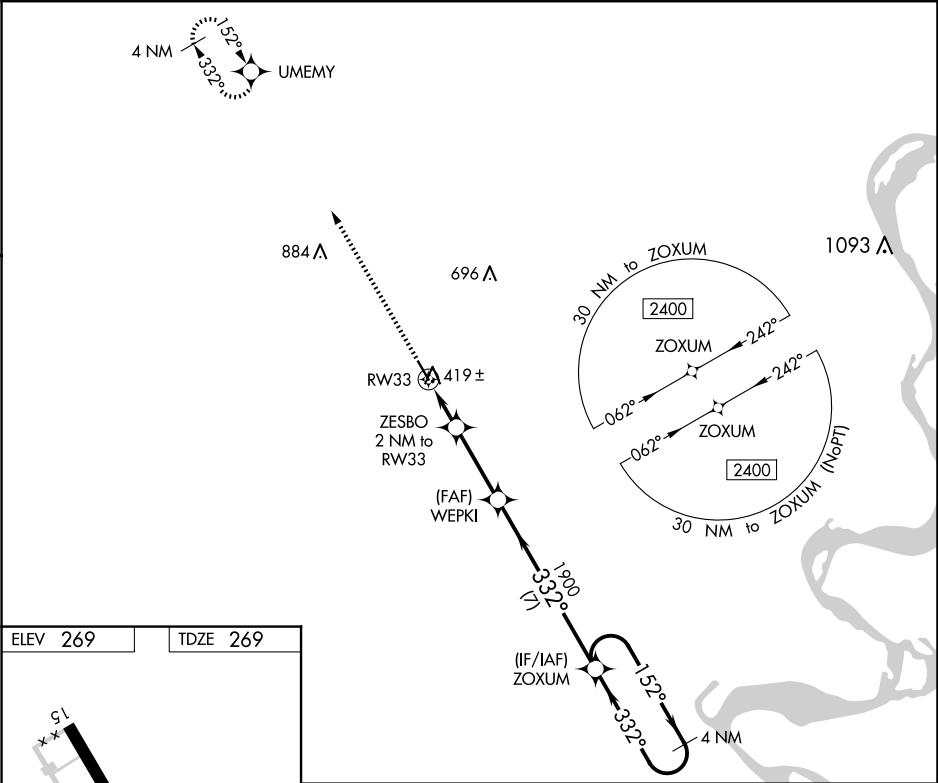 4 NM
152°
332°
UMEMY
884
696
1093
30 NM to ZOXUM
2400
ZOXUM
242°
062°
RW33
419 ±
ZESBO
2 NM to
RW33
242°
062°
ZOXUM
2400
30 NM to ZOXUM (NoPT)
(FAF)
WEPKI
1900
332°
(7)
(IF/IAF)
ZOXUM
152°
332°
4 NM
ELEV 269
TDZE 269
15